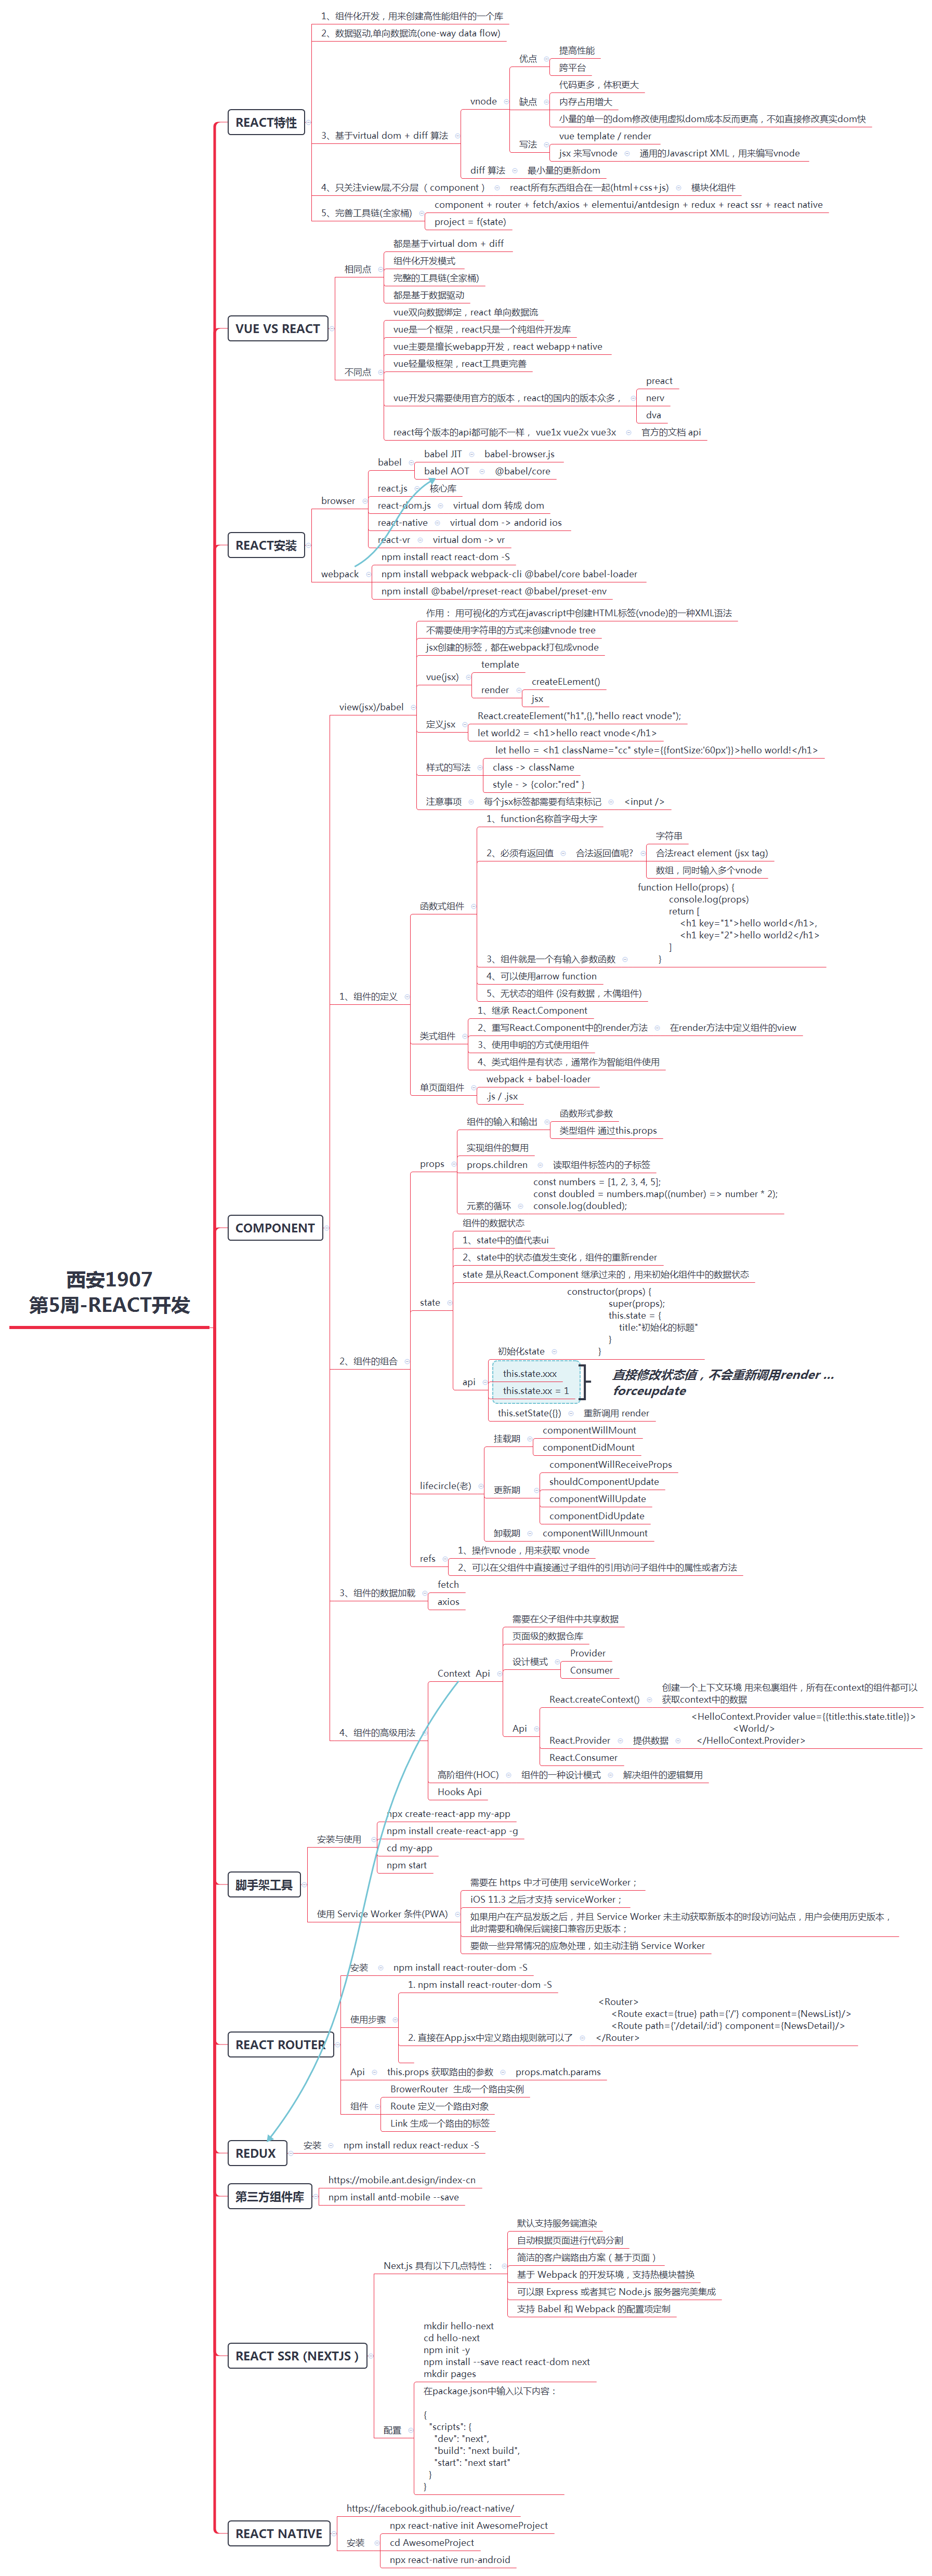 西安1907
第5周-REACT开发
REACT特性
1、组件化开发，用来创建高性能组件的一个库
2、数据驱动,单向数据流(one-way data flow)
3、基于virtual dom + diff 算法
vnode
优点
提高性能
跨平台
缺点
代码更多，体积更大
内存占用增大
小量的单一的dom修改使用虚拟dom成本反而更高，不如直接修改真实dom快
写法
vue template / render
jsx 来写vnode
通用的Javascript XML，用来编写vnode
diff 算法
最小量的更新dom
4、只关注view层,不分层 （ component ）
react所有东西组合在一起(html+css+js)
模块化组件
5、完善工具链(全家桶)
component + router + fetch/axios + elementui/antdesign + redux + react ssr + react native
project = f(state)
VUE VS REACT
相同点
都是基于virtual dom + diff
组件化开发模式
完整的工具链(全家桶)
都是基于数据驱动
不同点
vue双向数据绑定，react 单向数据流
vue是一个框架，react只是一个纯组件开发库
vue主要是擅长webapp开发，react webapp+native
vue轻量级框架，react工具更完善
vue开发只需要使用官方的版本，react的国内的版本众多，
preact
nerv
dva
react每个版本的api都可能不一样， vue1x vue2x vue3x
官方的文档 api
REACT安装
browser
babel
babel JIT
babel-browser.js
babel AOT
@babel/core
react.js
核心库
react-dom.js
virtual dom 转成 dom
react-native
virtual dom -> andorid ios
react-vr
virtual dom -> vr
webpack
npm install react react-dom -S
npm install webpack webpack-cli @babel/core babel-loader
npm install @babel/rpreset-react @babel/preset-env
COMPONENT
view(jsx)/babel
作用： 用可视化的方式在javascript中创建HTML标签(vnode)的一种XML语法
不需要使用字符串的方式来创建vnode tree
jsx创建的标签，都在webpack打包成vnode
vue(jsx)
template
render
createELement()
jsx
定义jsx
React.createElement("h1",{},"hello react vnode");
let world2 = <h1>hello react vnode</h1>
样式的写法
let hello = <h1 className="cc" style={{fontSize:'60px'}}>hello world!</h1>
class -> className
style - > {color:"red" }
注意事项
每个jsx标签都需要有结束标记
<input />
1、组件的定义
函数式组件
1、function名称首字母大字
2、必须有返回值
合法返回值呢?
字符串
合法react element (jsx tag)
数组，同时输入多个vnode
3、组件就是一个有输入参数函数
function Hello(props) {
console.log(props)
return [
<h1 key="1">hello world</h1>,
<h1 key="2">hello world2</h1>
]
}
4、可以使用arrow function
5、无状态的组件 (没有数据，木偶组件)
类式组件
1、继承 React.Component
2、重写React.Component中的render方法
在render方法中定义组件的view
3、使用申明的方式使用组件
4、类式组件是有状态，通常作为智能组件使用
单页面组件
webpack + babel-loader
.js / .jsx
2、组件的组合
props
组件的输入和输出
函数形式参数
类型组件 通过this.props
实现组件的复用
props.children
读取组件标签内的子标签
元素的循环
const numbers = [1, 2, 3, 4, 5];
const doubled = numbers.map((number) => number * 2);
console.log(doubled);
state
组件的数据状态
1、state中的值代表ui
2、state中的状态值发生变化，组件的重新render
state 是从React.Component 继承过来的，用来初始化组件中的数据状态
api
初始化state
constructor(props) {
super(props);
this.state = {
title:"初始化的标题"
}
}
this.state.xxx
this.state.xx = 1
直接修改状态值，不会重新调用render ...
forceupdate
this.setState({})
重新调用 render
lifecircle(老)
挂载期
componentWillMount
componentDidMount
更新期
componentWillReceiveProps
shouldComponentUpdate
componentWillUpdate
componentDidUpdate
卸载期
componentWillUnmount
refs
1、操作vnode，用来获取 vnode
2、可以在父组件中直接通过子组件的引用访问子组件中的属性或者方法
3、组件的数据加载
fetch
axios
4、组件的高级用法
Context Api
需要在父子组件中共享数据
页面级的数据仓库
设计模式
Provider
Consumer
Api
React.createContext()
创建一个上下文环境 用来包裹组件，所有在context的组件都可以
获取context中的数据
React.Provider
提供数据
<HelloContext.Provider value={{title:this.state.title}}>
<World/>
</HelloContext.Provider>
React.Consumer
高阶组件(HOC)
组件的一种设计模式
解决组件的逻辑复用
Hooks Api
脚手架工具
安装与使用
npx create-react-app my-app
npm install create-react-app -g
cd my-app
npm start
使用 Service Worker 条件(PWA)
需要在 https 中才可使用 serviceWorker；
iOS 11.3 之后才支持 serviceWorker；
如果用户在产品发版之后，并且 Service Worker 未主动获取新版本的时段访问站点，用户会使用历史版本，
此时需要和确保后端接口兼容历史版本；
要做一些异常情况的应急处理，如主动注销 Service Worker
REACT ROUTER
安装
npm install react-router-dom -S
使用步骤
1. npm install react-router-dom -S
2. 直接在App.jsx中定义路由规则就可以了
<Router>
<Route exact={true} path={'/'} component={NewsList}/>
<Route path={'/detail/:id'} component={NewsDetail}/>
</Router>
Api
this.props 获取路由的参数
props.match.params
组件
BrowerRouter 生成一个路由实例
Route 定义一个路由对象
Link 生成一个路由的标签
REDUX
安装
npm install redux react-redux -S
第三方组件库
https://mobile.ant.design/index-cn
npm install antd-mobile --save
REACT SSR (NEXTJS )
Next.js 具有以下几点特性：
默认支持服务端渲染
自动根据页面进行代码分割
简洁的客户端路由方案（基于页面）
基于 Webpack 的开发环境，支持热模块替换
可以跟 Express 或者其它 Node.js 服务器完美集成
支持 Babel 和 Webpack 的配置项定制
配置
mkdir hello-next
cd hello-next
npm init -y
npm install --save react react-dom next
mkdir pages
在package.json中输入以下内容：
{
"scripts": {
"dev": "next",
"build": "next build",
"start": "next start"
}
}
REACT NATIVE
https://facebook.github.io/react-native/
安装
npx react-native init AwesomeProject
cd AwesomeProject
npx react-native run-android